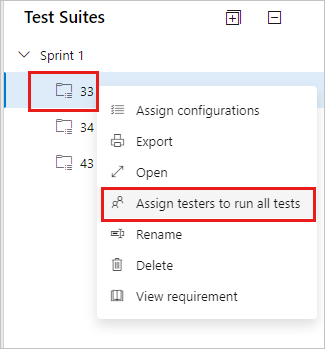 Test Suites
Sprint 1
33
34
43
Assign configurations
Export
Open
Assign testers to run all tests
Rename
Delete
View requirement